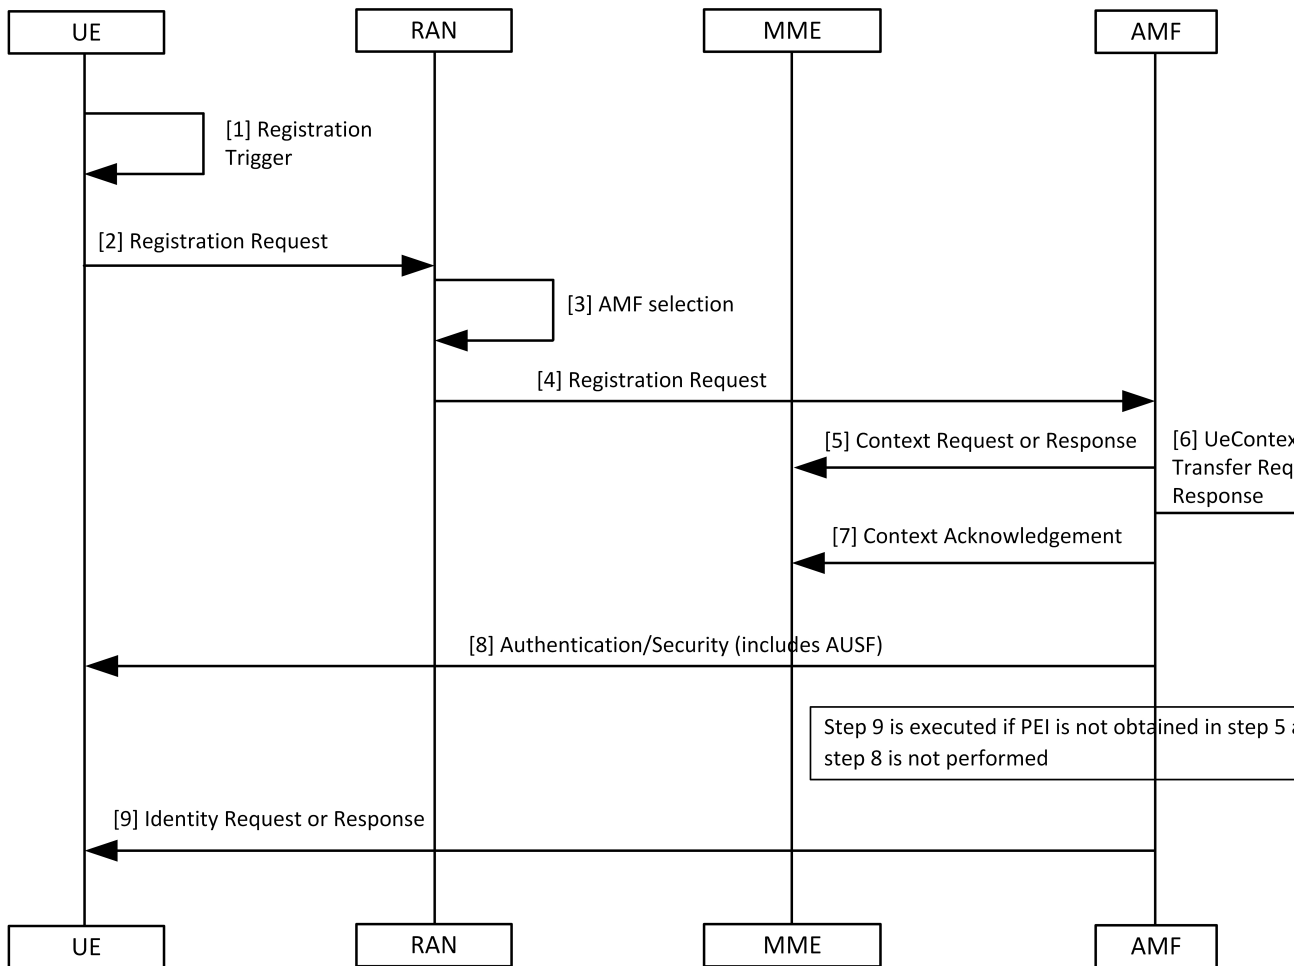 UE
RAN
MME
AMF
[1] Registration
Trigger
[2] Registration Request
[3] AMF selection
[4] Registration Request
[5] Context Request or Response
[6]
Transfer
Response
[7] Context Acknowledgement
[8] Authentication/Security (includes AUSF)
Step 9 is executed if PEI is not obtained in step 5
step 8 is not performed
[9] Identity Request or Response
UE
RAN
MME
AMF